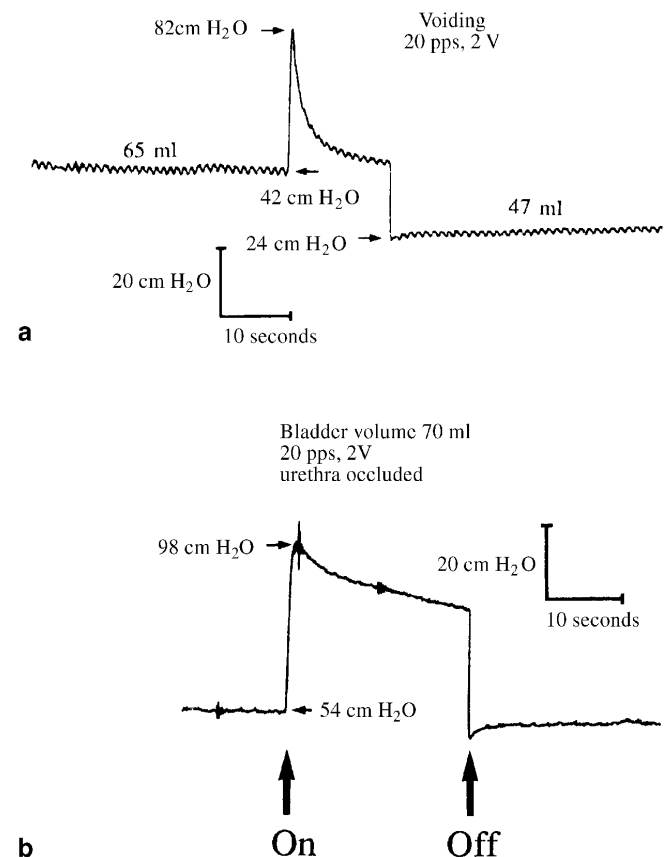 Voiding
20 pps, 2 V
82cm H2O
65 ml
42 cm H2O
47 ml
24 cm H2O
20 cm H2O
10 seconds
a
Bladder volume 70 ml
20 pps, 2V
urethra occluded
98 cm H2O
20 cm H2O
10 seconds
54 cm H2O
On
Off
b